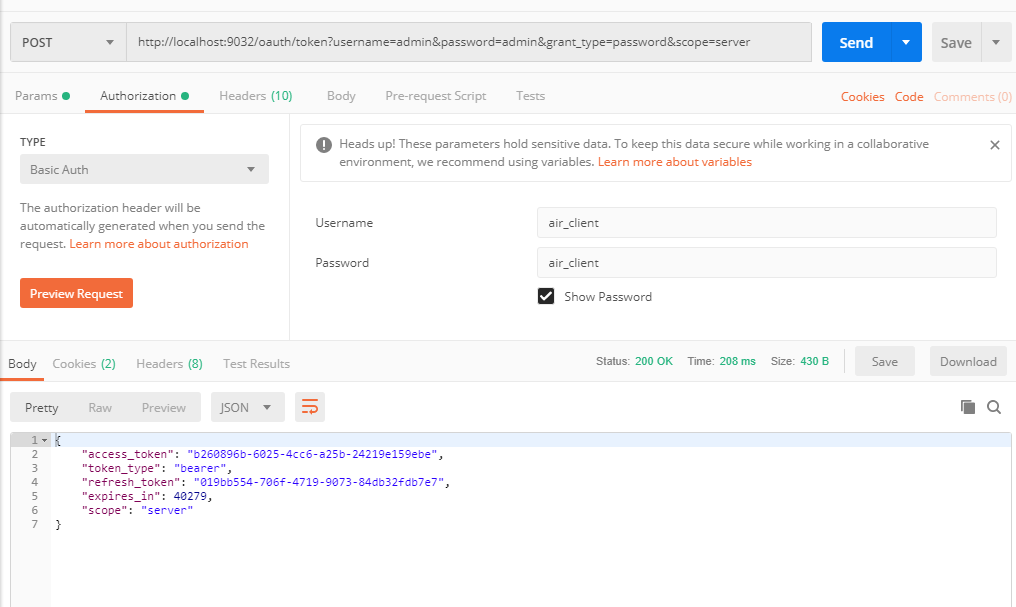 POST http://localhost:9032/oauth/token?username=admin&password=admin&grant_type=password&scope=server Send Save
Params Authorization Headers (10) Body Pre-request Script Tests Cookies Code Comments (0)
TYPE
Basic Auth
The authorization header will be
automatically generated when you send the
request. Learn more about authorization
Preview Request
Heads up! These parameters hold sensitive data. To keep this data secure while working in a collaborative
environment, we recommend using variables. Learn more about variables
Username air_client
Password air_client
Show Password
Body Cookies (2) Headers (8) Test Results Status: 200 OK Time: 208 ms Size: 430 B Save Download
Pretty Raw Preview JSON
1 {
2 "access_token": "b260896b-6025-4cc6-a25b-24219e159ebe",
3 "token_type": "bearer",
4 "refresh_token": "019bb554-706f-4719-9073-84db32fdb7e7",
5 "expires_in": 40279,
6 "scope": "server"
7 }